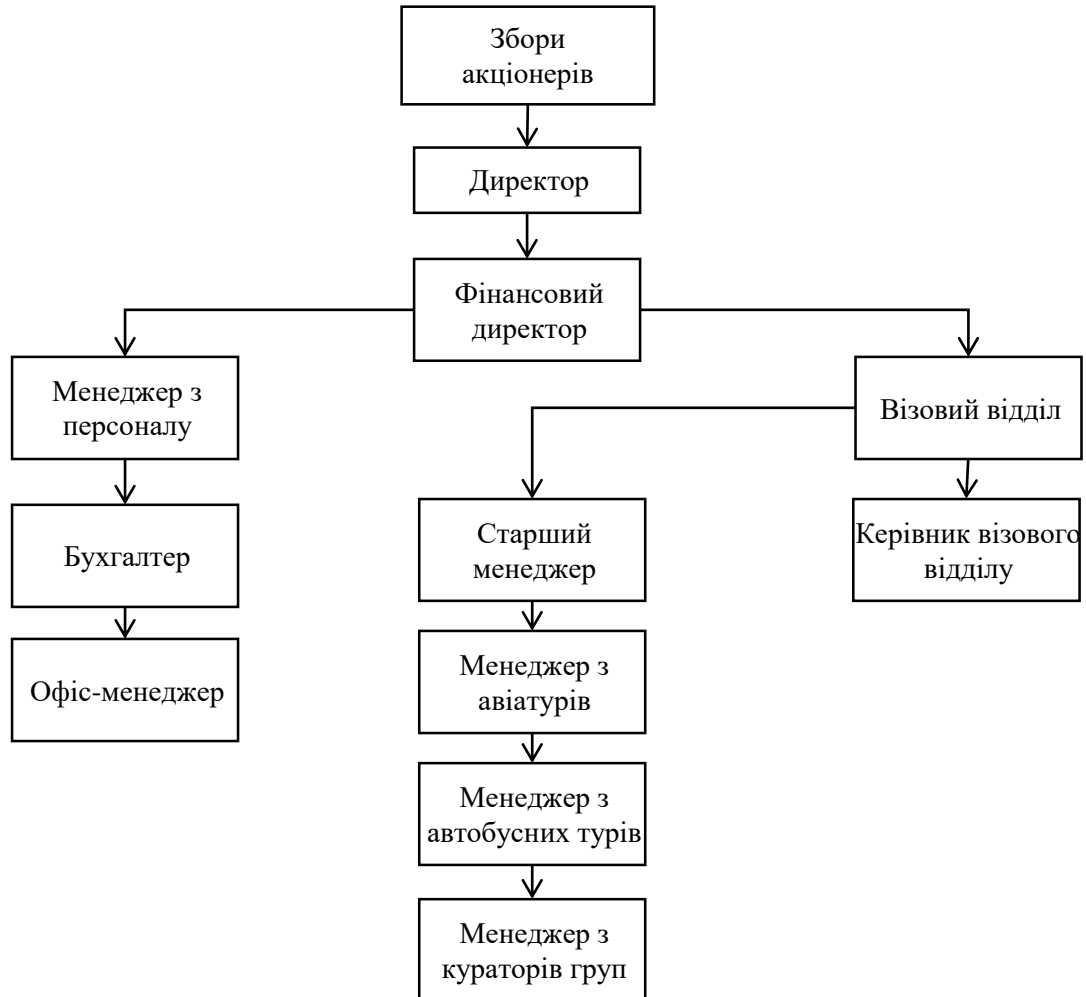 Збори
акціонерів
Директор
Фінансовий
директор
Менеджер з
персоналу
Візовий відділ
Бухгалтер
Старший
менеджер
Керівник візового
відділу
Офіс-менеджер
Менеджер з
авіатурів
Менеджер з
автобусних турів
Менеджер з
кураторів груп